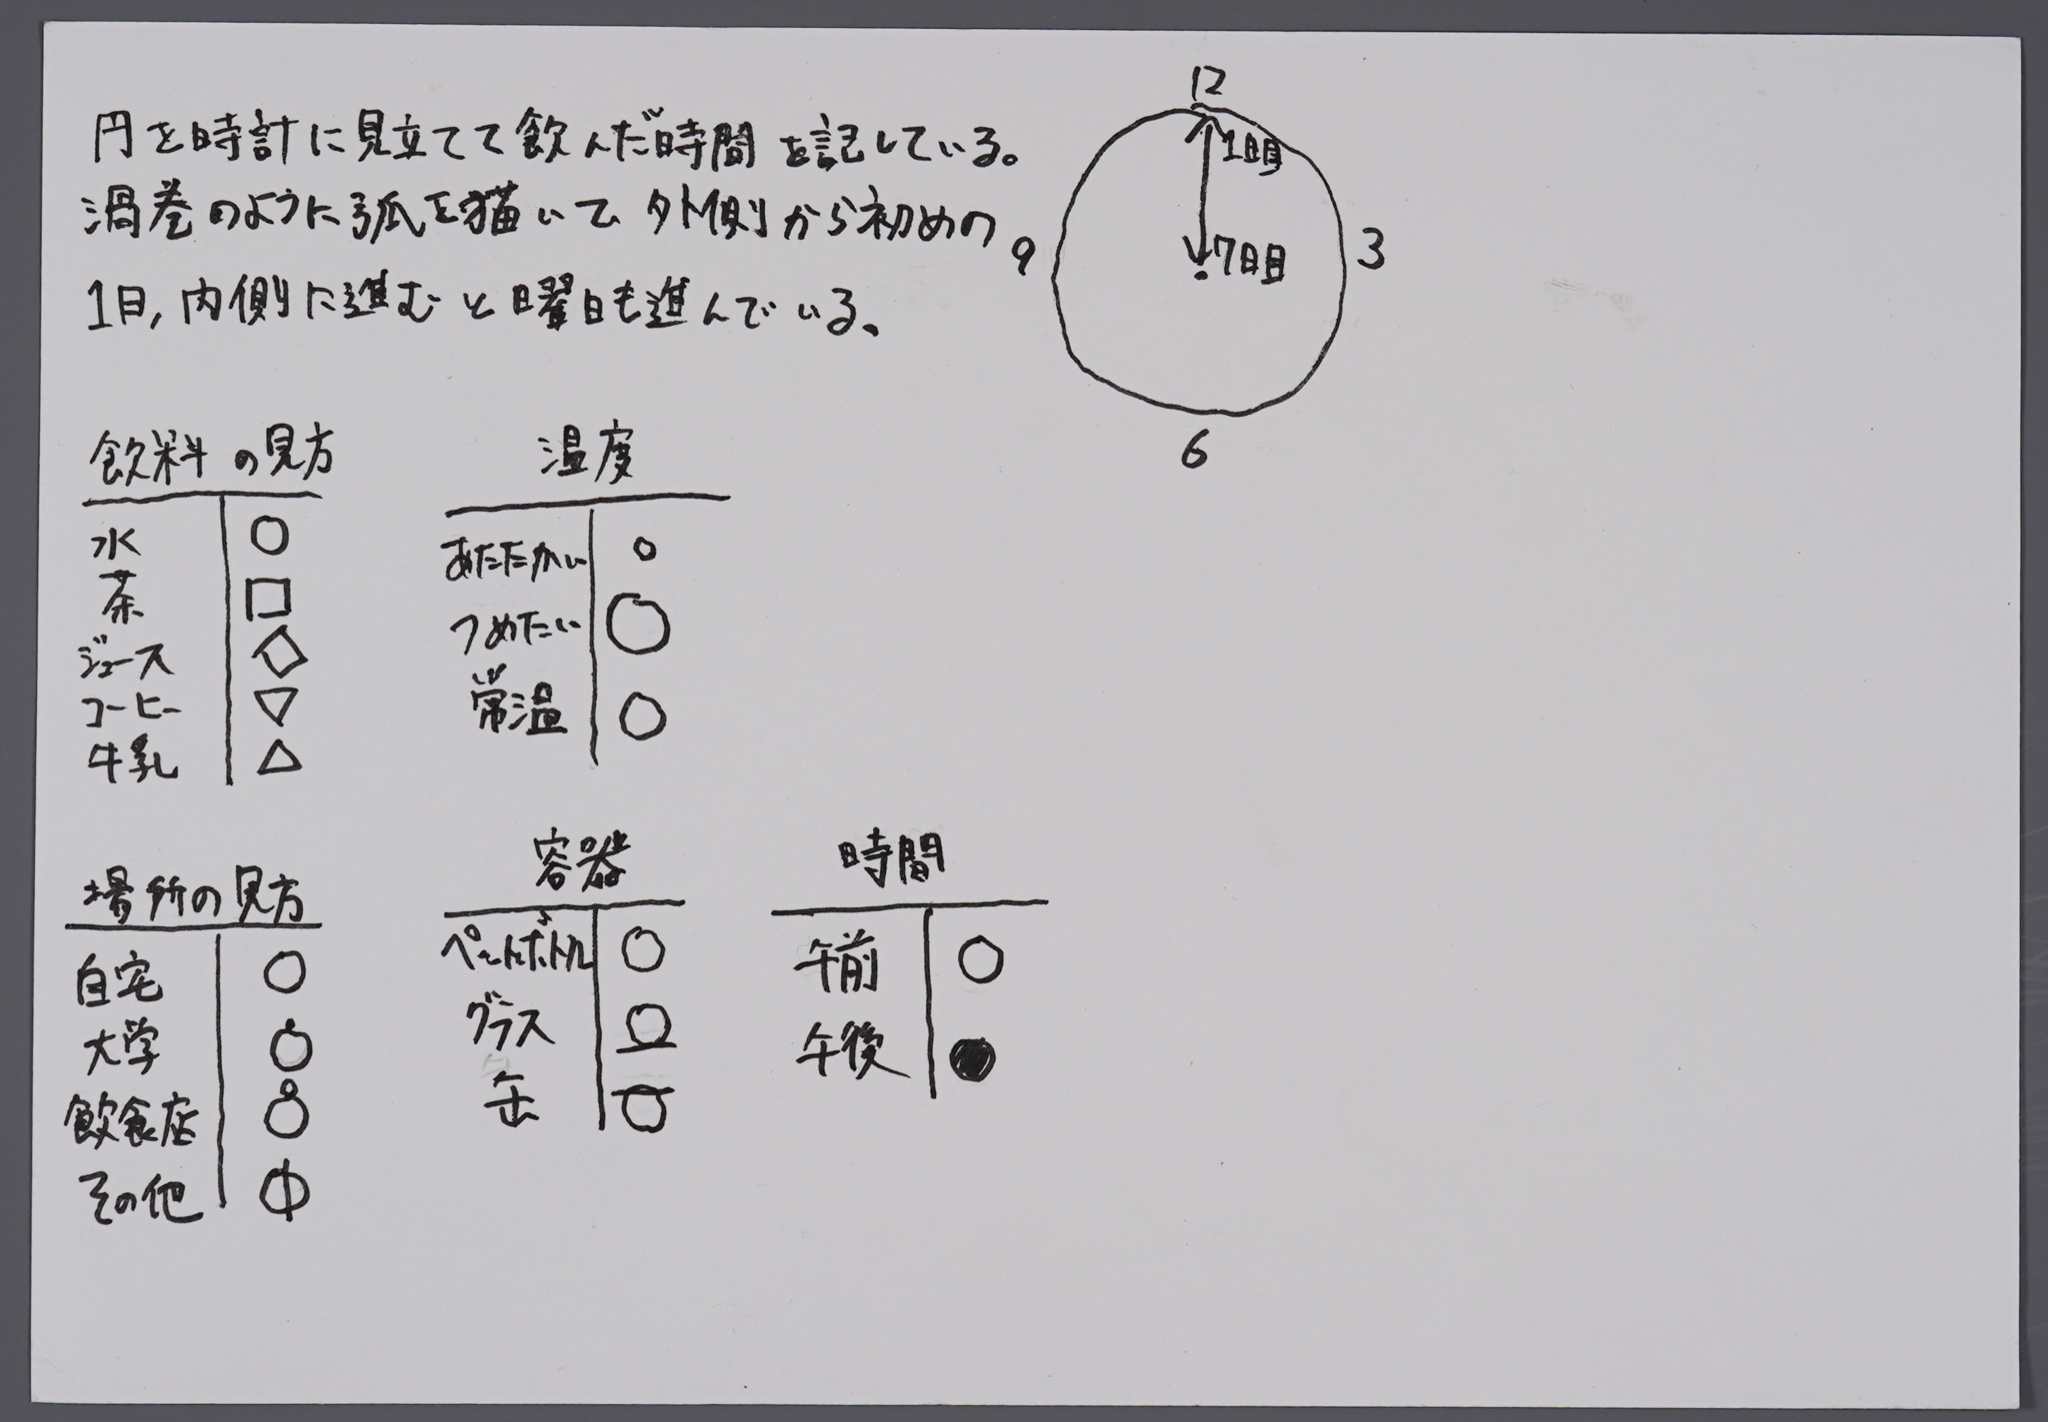 円を時計に見立てて飲んだ時間を記している。
渦巻のように弧を描いて外側から初めの
1日,内側に進むと曜日も進んでいる。
12
1日目
9
7日目
3
6
飲料の見方
水
茶
ジュース
コーヒー
牛乳
温度
あたたかい
つめたい
常温
場所の見方
自宅
大学
飲食店
その他
容器
ペットボトル
グラス
缶
時間
午前
午後